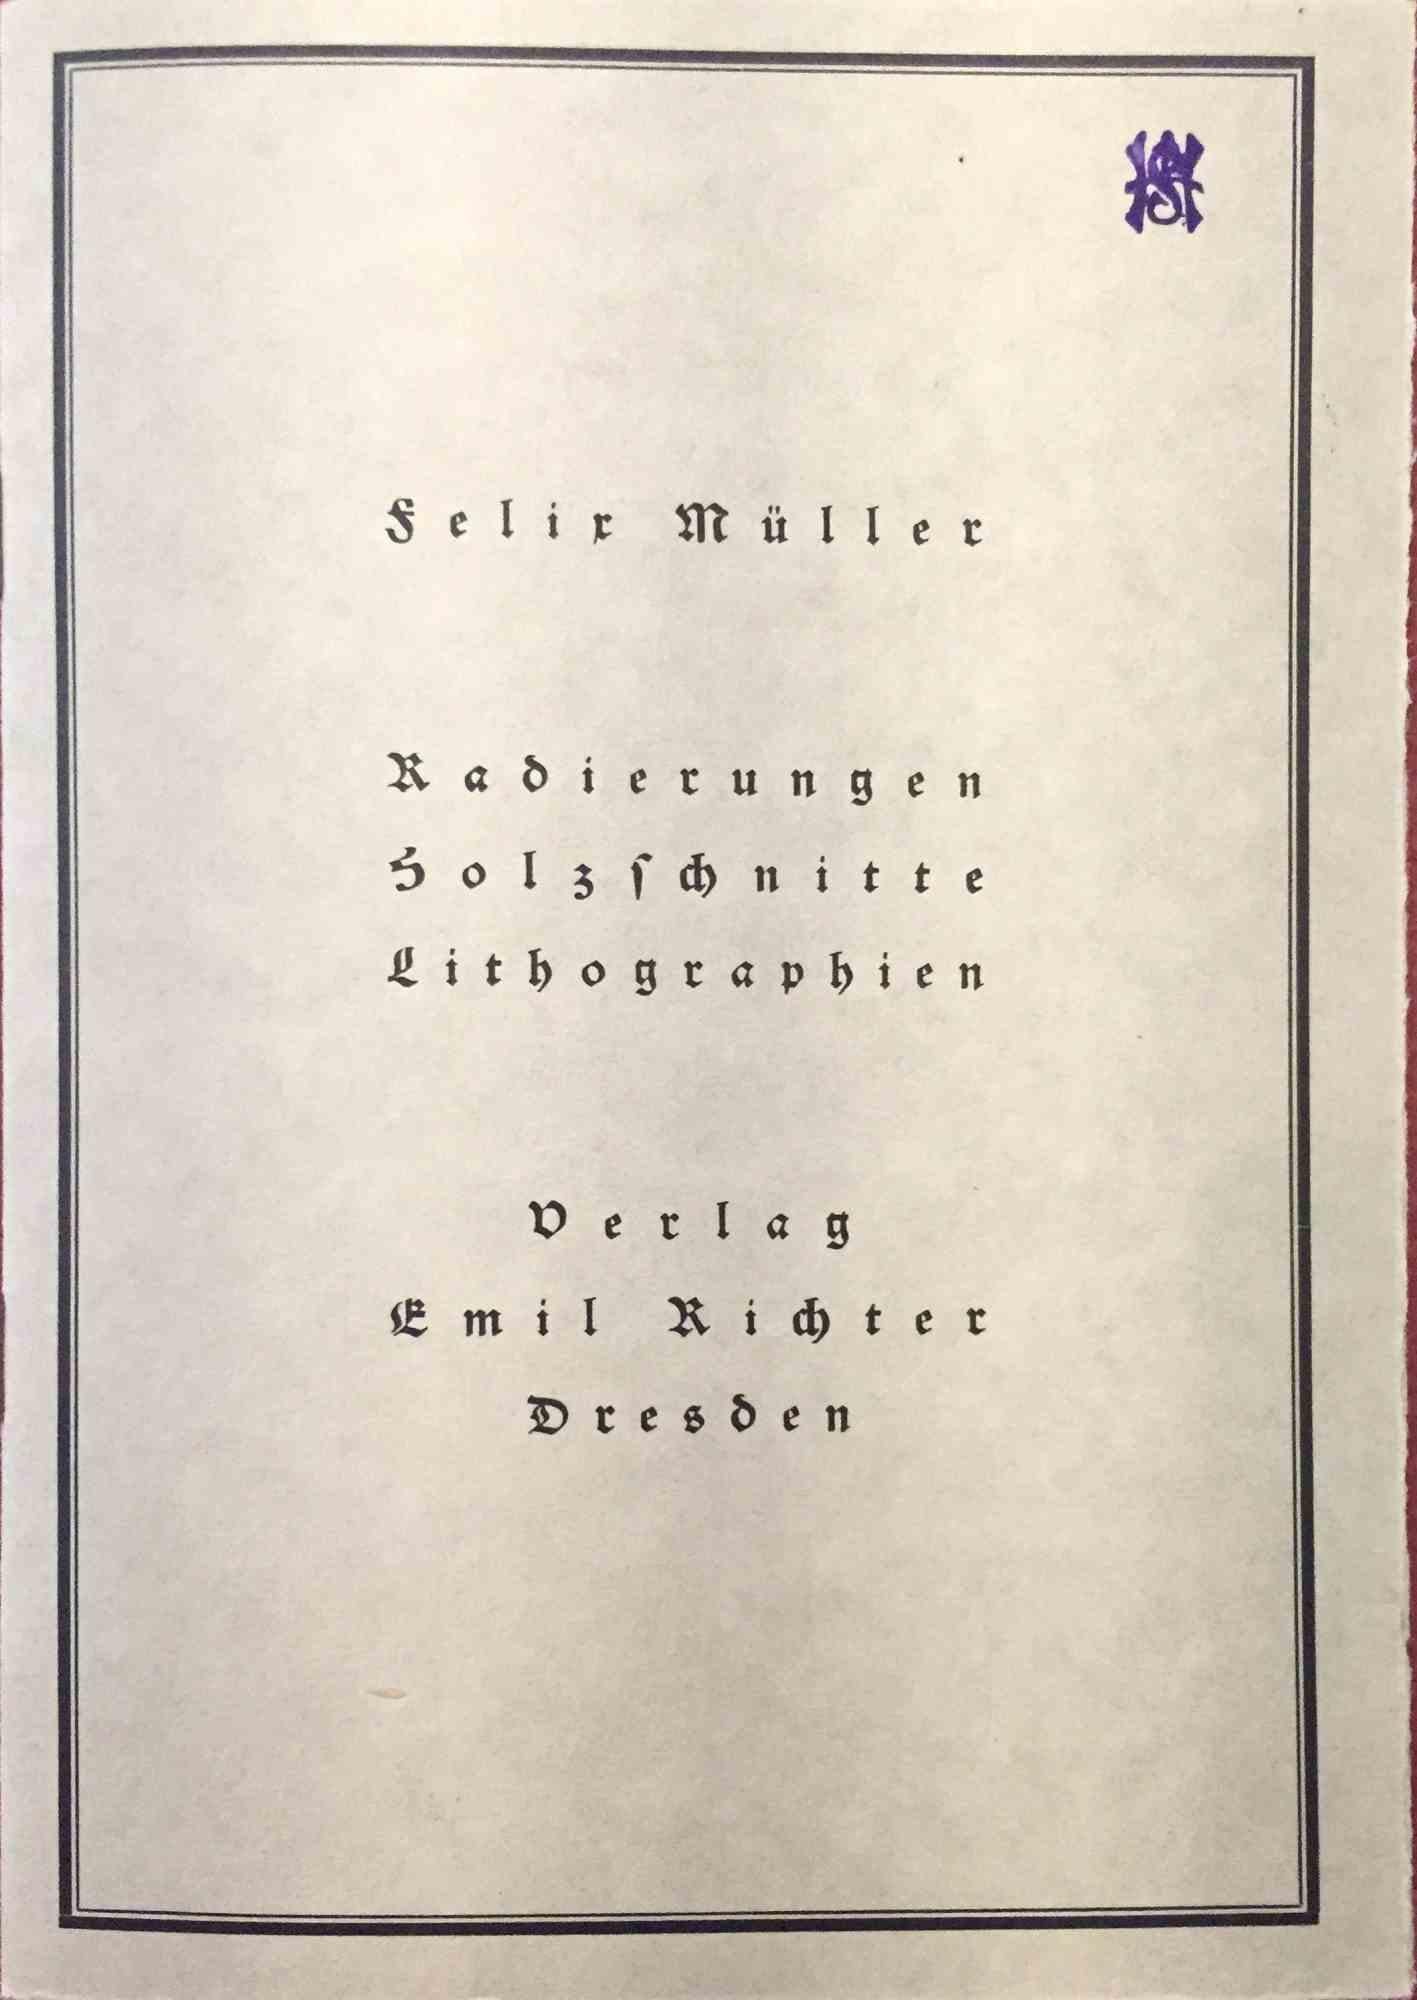 Felix Müller
Radierungen
Holzſchnitte
Lithographien
Verlag
Emil Richter
Dresden